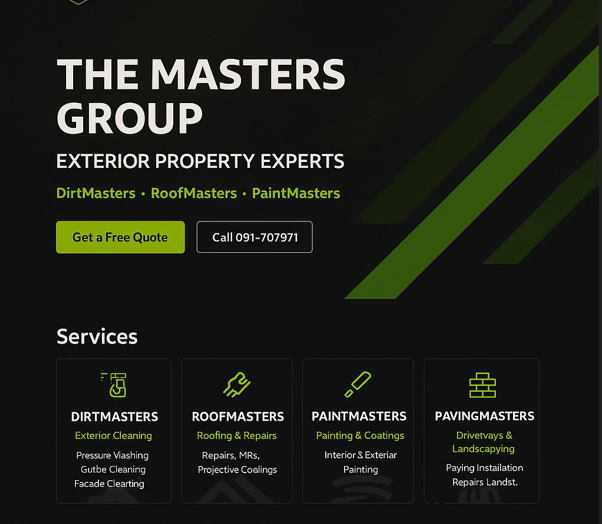 THE MASTERS
GROUP
EXTERIOR PROPERTY EXPERTS
DirtMasters • RoofMasters • PaintMasters
Get a Free Quote
Call 091-707971
Services
DIRTMASTERS
Exterior Cleaning
Pressure Viashing
Gutbe Cleaning
Facade Clearting
ROOFMASTERS
Roofing & Repairs
Repairs, MRs,
Projective Coalings
PAINTMASTERS
Painting & Coatings
Interior & Exteriar
Painting
PAVINGMASTERS
Drivetvays &
Landscapying
Paying Instailation
Repairs Landst.